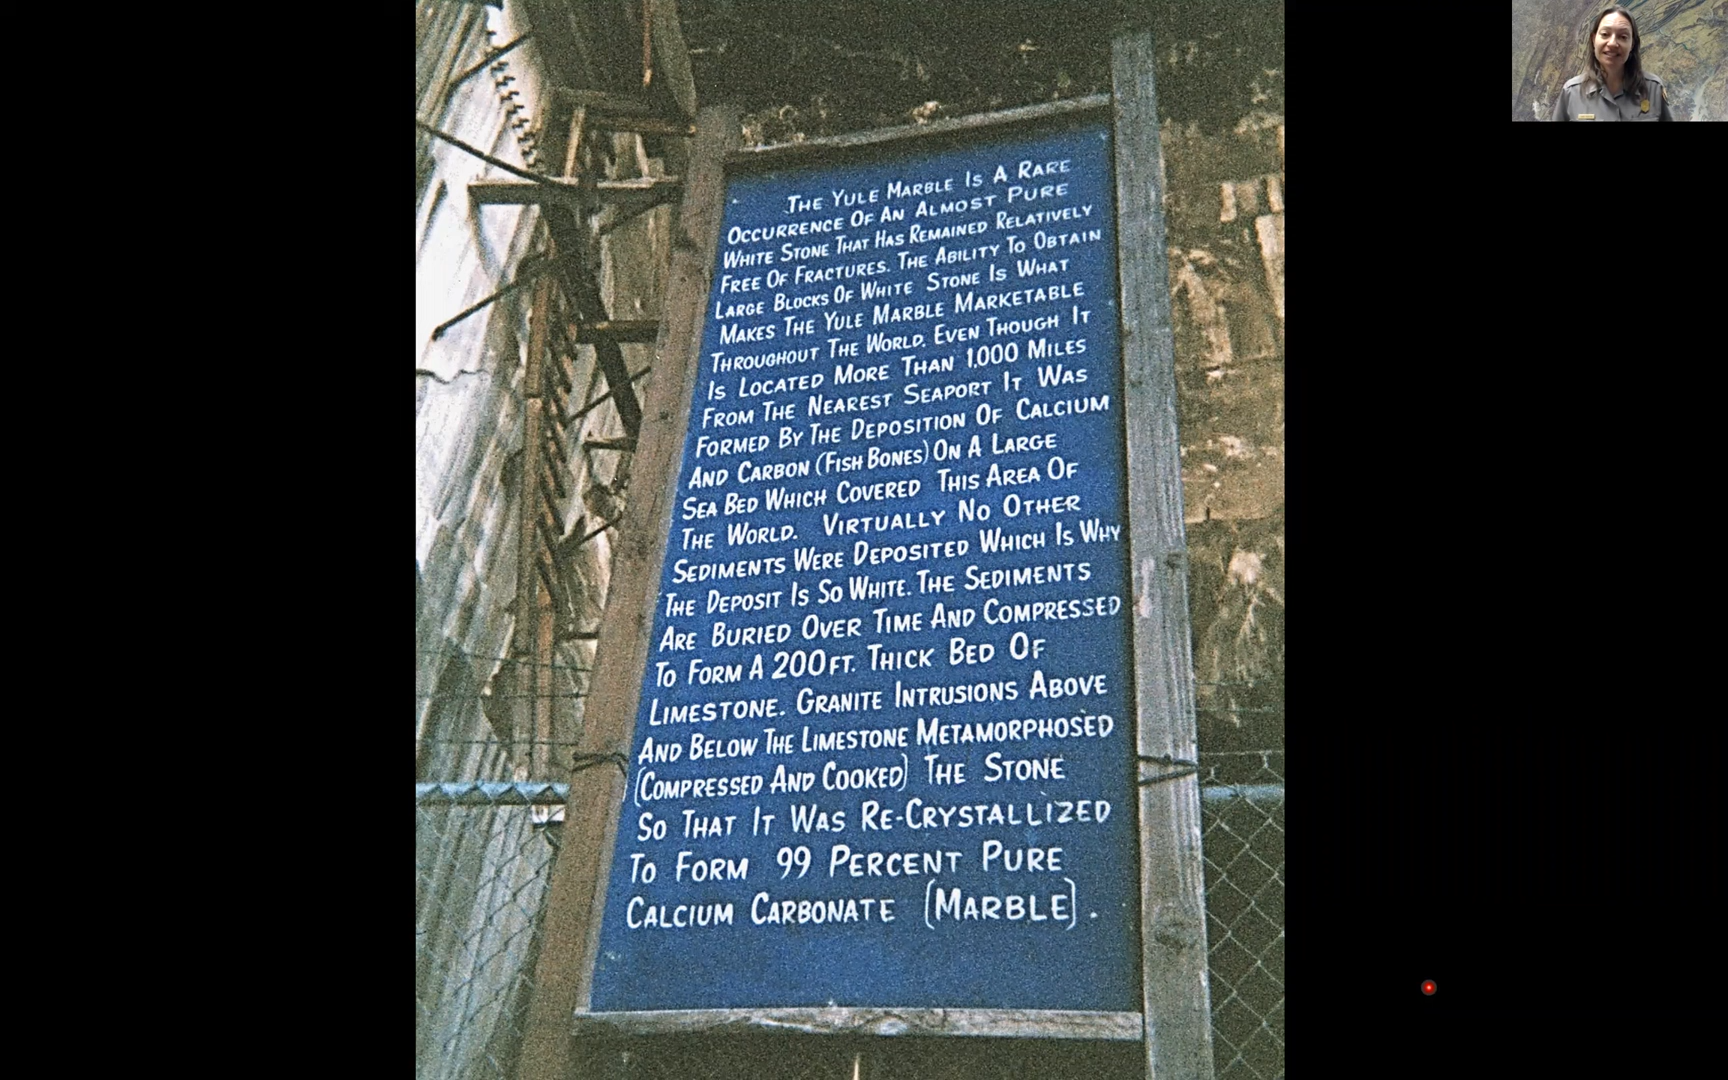 The Yule Marble Is A Rare
Occurrence Of An Almost Pure
White Stone That Has Remained Relatively
Free Of Fractures. The Ability To Obtain
Large Blocks Of White Stone Is What
Makes The Yule Marble Marketable
Throughout The World. Even Though It
Is Located More Than 1,000 Miles
From The Nearest Seaport It Was
Formed By The Deposition Of Calcium
And Carbon (Fish Bones) On A Large
Sea Bed Which Covered This Area Of
The World. Virtually No Other
Sediments Were Deposited Which Is Why
The Deposit Is So White. The Sediments
Are Buried Over Time And Compressed
To Form A 200 ft. Thick Bed Of
Limestone. Granite Intrusions Above
And Below The Limestone Metamorphosed
(Compressed And Cooked) The Stone
So That It Was Re-Crystallized
To Form 99 Percent Pure
Calcium Carbonate (Marble).